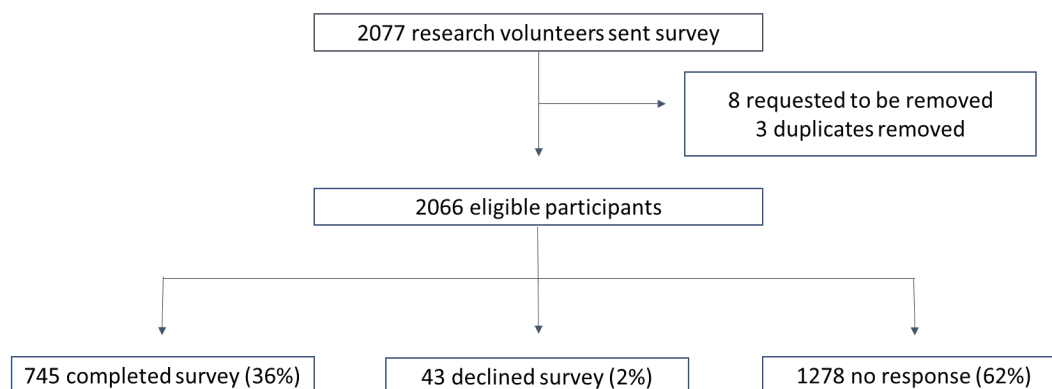 2077 research volunteers sent survey
8 requested to be removed
3 duplicates removed
2066 eligible participants
745 completed survey (36%)
43 declined survey (2%)
1278 no response (62%)